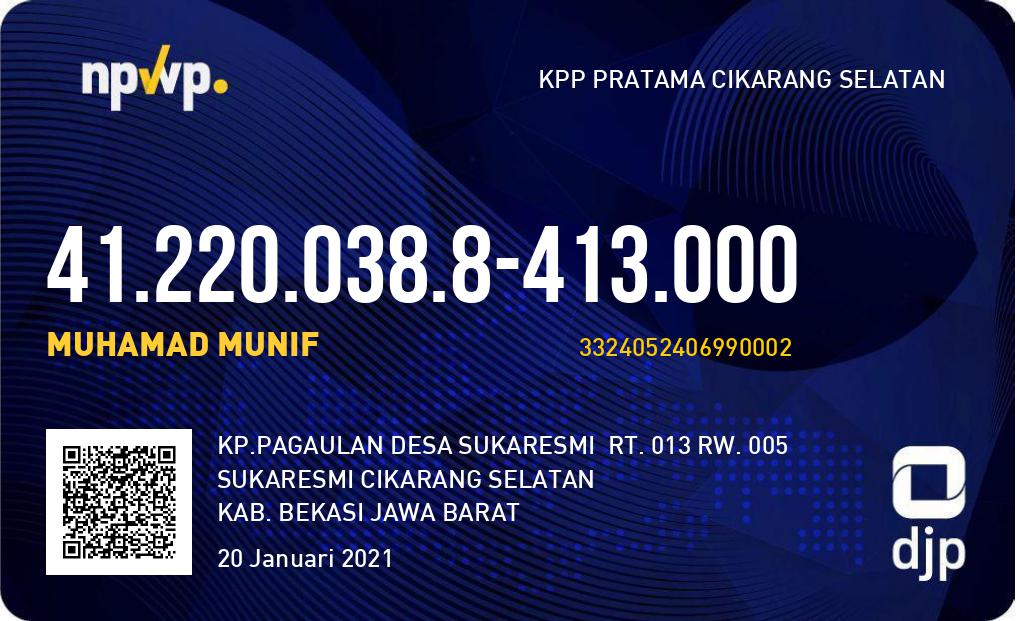 npwp.
KPP PRATAMA CIKARANG SELATAN
41.220.038.8-413.000
MUHAMAD MUNIF
3324052406990002
KP.PAGAULAN DESA SUKARESMI RT. 013 RW. 005
SUKARESMI CIKARANG SELATAN
KAB. BEKASI JAWA BARAT
20 Januari 2021
djp